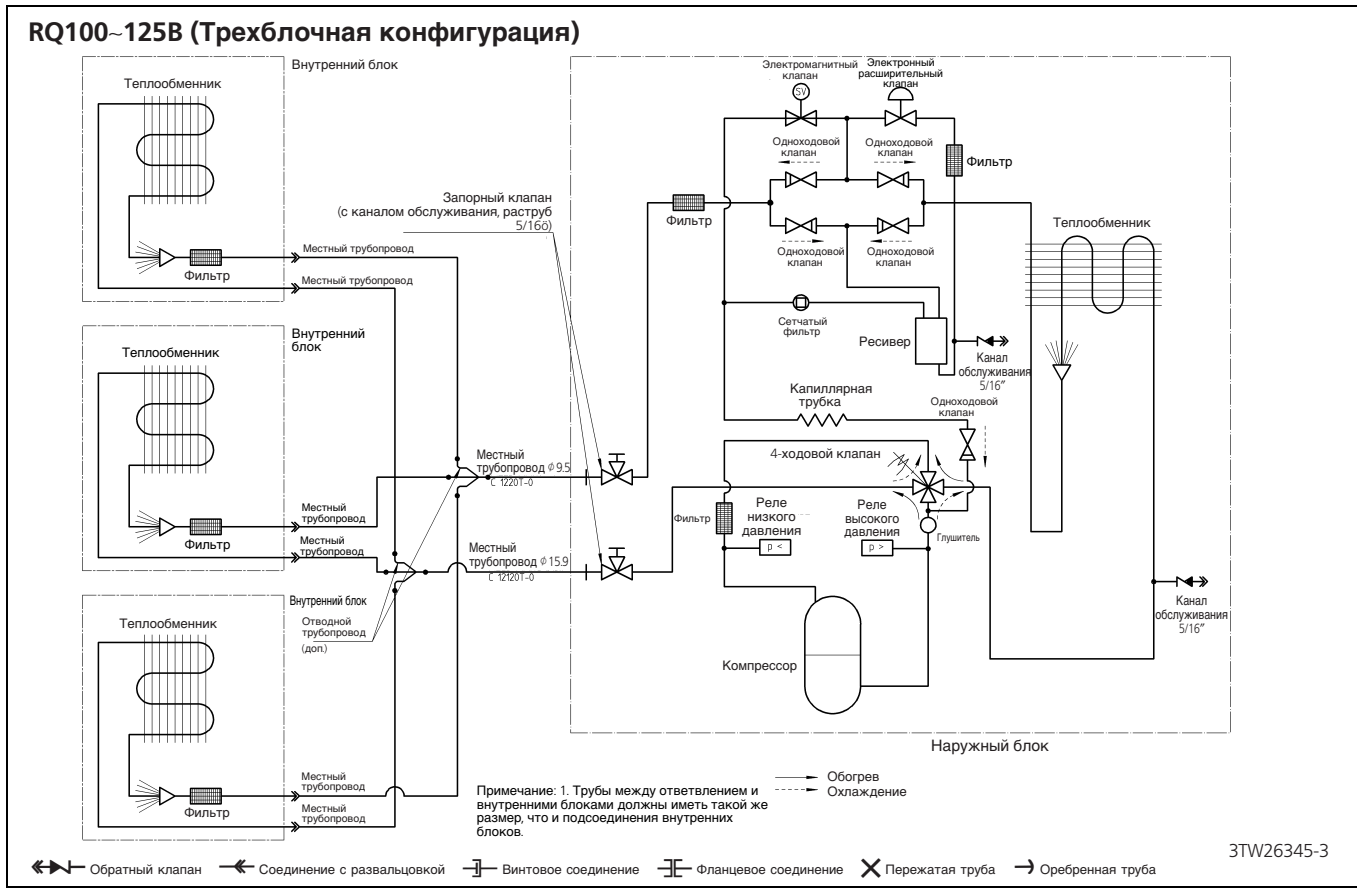 RQ100~125B (Трехблочная конфигурация)
Внутренний блок
Теплообменник
Фильтр
Местный трубопровод
Местный трубопровод
Запорный клапан
(с каналом обслуживания, раструб
5/16ö)
Внутренний
блок
Теплообменник
Фильтр
Местный
трубопровод
Местный
трубопровод
Местный
трубопровод ø 9.5
C 1220T-0
Местный
трубопровод ø 15.9
C 12120T-0
Внутренний блок
Теплообменник
Отводной
трубопровод
(доп.)
Фильтр
Местный
трубопровод
Местный
трубопровод
Электромагнитный
клапан
SV
Электронный
расширительный
клапан
Одноходовой
клапан
Одноходовой
клапан
Фильтр
Фильтр
Одноходовой
клапан
Одноходовой
клапан
Теплообменник
Сетчатый
фильтр
Ресивер
Канал
обслуживания
5/16"
Капиллярная
трубка
Одноходовой
клапан
4-ходовой клапан
Фильтр
Реле
низкого
давления
p <
Реле
высокого
давления
p >
Глушитель
Компрессор
Канал
обслуживания
5/16"
Наружный блок
Примечание: 1. Трубы между ответвлением и
внутренними блоками должны иметь такой же
размер, что и подсоединения внутренних
блоков.
Обогрев
Охлаждение
3TW26345-3
Обратный клапан
Соединение с развальцовкой
Винтовое соединение
Фланцевое соединение
Пережатая труба
Оребренная труба